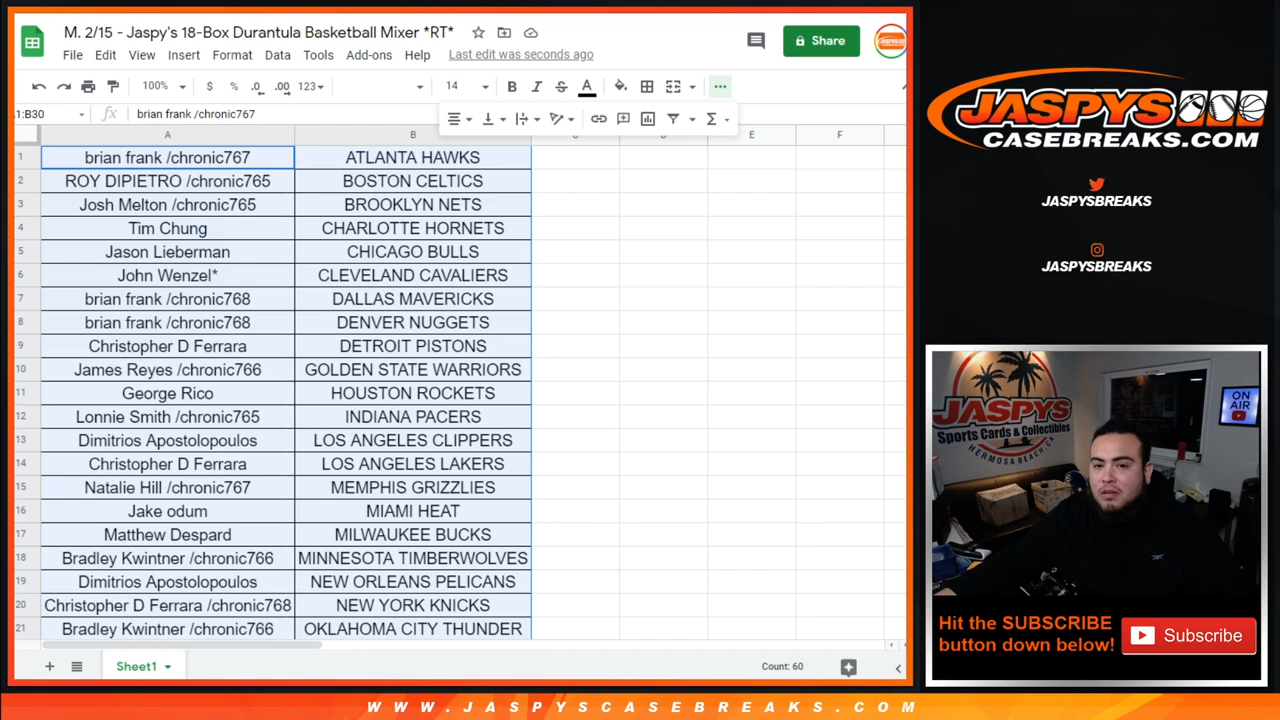 M. 2/15 - Jaspy's 18-Box Durantula Basketball Mixer *RT*
File Edit View Insert Format Data Tools Add-ons Help Last edit was seconds ago
Share
100% $ % .0 .00 123 14 B I S A
1:B30 fx brian frank /chronic767
A B C D E F
1 brian frank /chronic767 ATLANTA HAWKS
2 ROY DIPIETRO /chronic765 BOSTON CELTICS
3 Josh Melton /chronic765 BROOKLYN NETS
4 Tim Chung CHARLOTTE HORNETS
5 Jason Lieberman CHICAGO BULLS
6 John Wenzel* CLEVELAND CAVALIERS
7 brian frank /chronic768 DALLAS MAVERICKS
8 brian frank /chronic768 DENVER NUGGETS
9 Christopher D Ferrara DETROIT PISTONS
10 James Reyes /chronic766 GOLDEN STATE WARRIORS
11 George Rico HOUSTON ROCKETS
12 Lonnie Smith /chronic765 INDIANA PACERS
13 Dimitrios Apostolopoulos LOS ANGELES CLIPPERS
14 Christopher D Ferrara LOS ANGELES LAKERS
15 Natalie Hill /chronic767 MEMPHIS GRIZZLIES
16 Jake odum MIAMI HEAT
17 Matthew Despard MILWAUKEE BUCKS
18 Bradley Kwintner /chronic766 MINNESOTA TIMBERWOLVES
19 Dimitrios Apostolopoulos NEW ORLEANS PELICANS
20 Christopher D Ferrara /chronic768 NEW YORK KNICKS
21 Bradley Kwintner /chronic766 OKLAHOMA CITY THUNDER
Sheet1 Count: 60
JASPYS
CASEBREAKS.COM
JASPYSBREAKS
JASPYSBREAKS
JASPYS
Sports Cards & Collectibles
HERMOSA BEACH, CA
ON
AIR
Hit the SUBSCRIBE
button down below!
Subscribe
WWW.JASPYSCASEBREAKS.COM